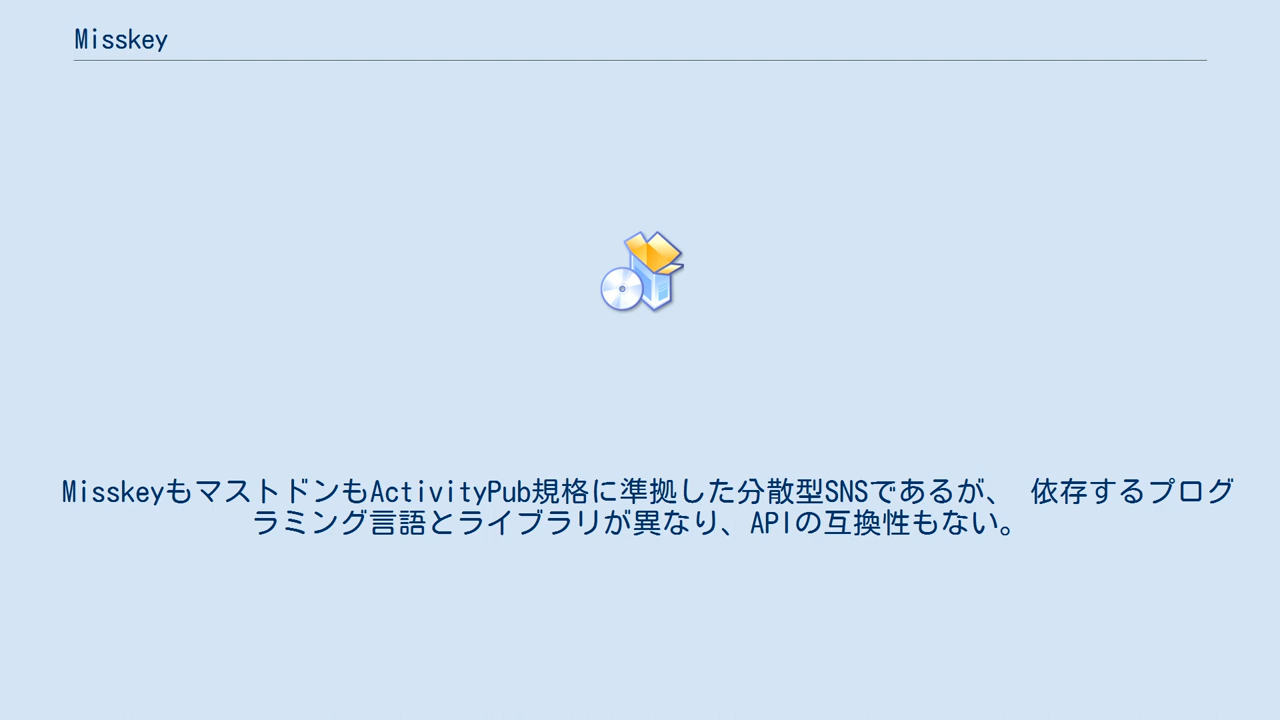 Misskey
MisskeyもマストドンもActivityPub規格に準拠した分散型SNSであるが、 依存するプログ
ラミング言語とライブラリが異なり、APIの互換性もない。